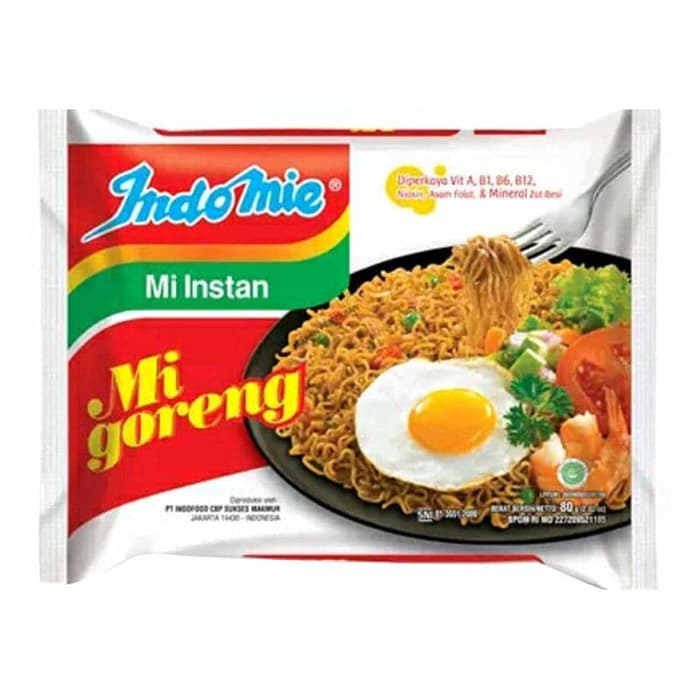 Indomie®
Mi Instan
Mi
goreng
Diperkaya Vit A, B1, B6, B12,
Niasin, Asam Folat, & Mineral Zat Besi
Diproduksi oleh:
PT INDOFOOD CBP SUKSES MAKMUR
JAKARTA 14430 - INDONESIA
BERAT BERSIH/NETTO: 80 g